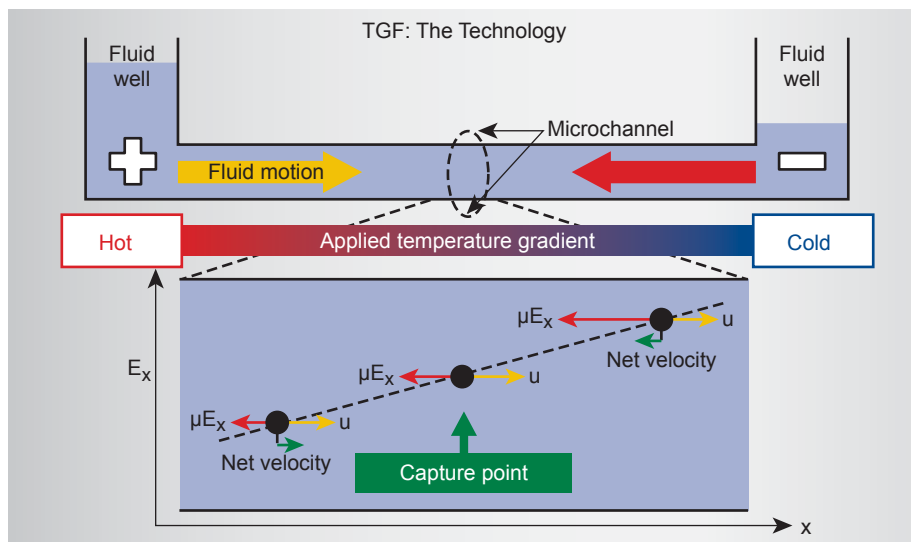 TGF: The Technology
Fluid
well
Fluid
well
Microchannel
Fluid motion
Hot
Applied temperature gradient
Cold
µEx
u
Net velocity
Ex
µEx
u
µEx
u
Net velocity
Capture point
x